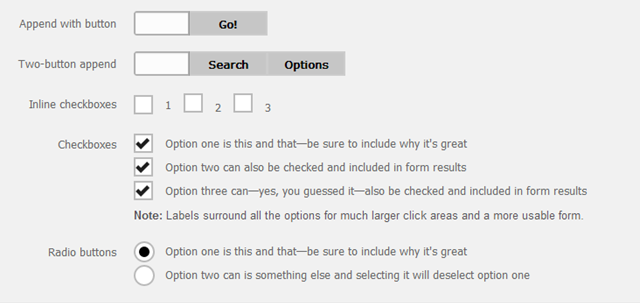 Append with button Go!
Two-button append Search Options
Inline checkboxes 1 2 3
Checkboxes Option one is this and that—be sure to include why it's great
Option two can also be checked and included in form results
Option three can—yes, you guessed it—also be checked and included in form results
Note: Labels surround all the options for much larger click areas and a more usable form.
Radio buttons Option one is this and that—be sure to include why it's great
Option two can is something else and selecting it will deselect option one